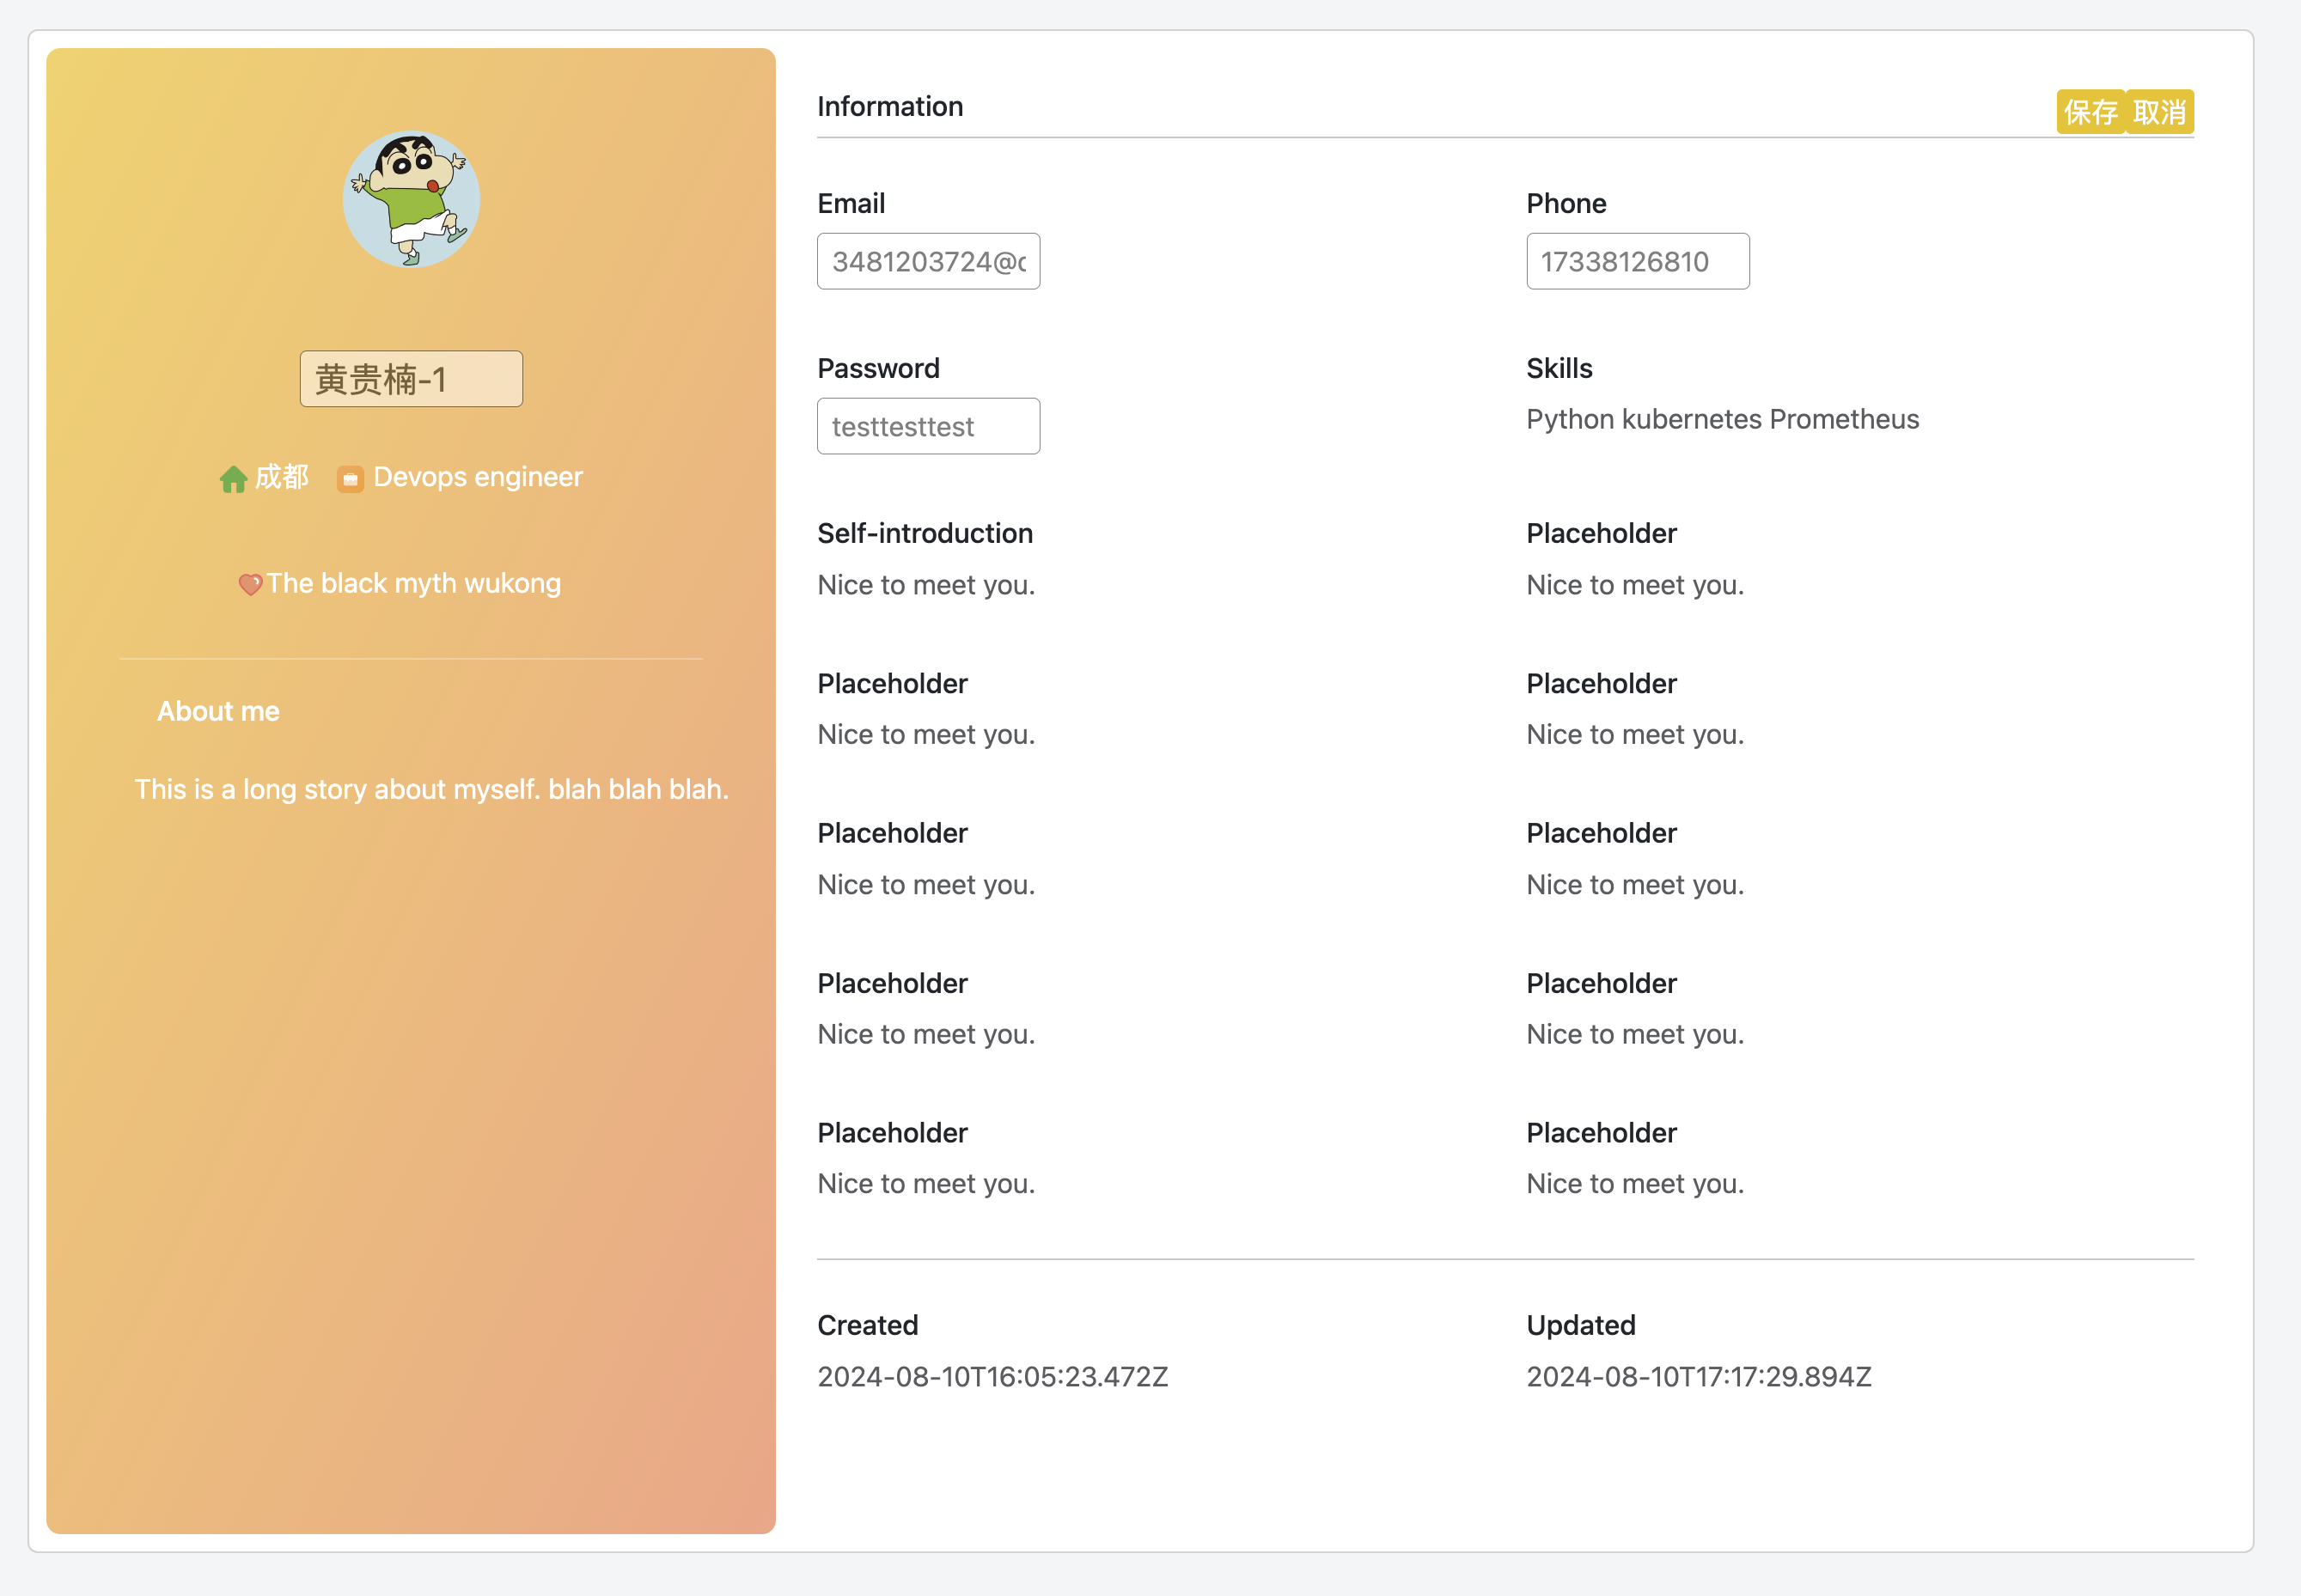 黄贵楠-1
成都 Devops engineer
The black myth wukong
About me
This is a long story about myself. blah blah blah.
Information 保存 取消
Email Phone
3481203724@ 17338126810
Password Skills
testtesttest Python kubernetes Prometheus
Self-introduction Placeholder
Nice to meet you. Nice to meet you.
Placeholder Placeholder
Nice to meet you. Nice to meet you.
Placeholder Placeholder
Nice to meet you. Nice to meet you.
Placeholder Placeholder
Nice to meet you. Nice to meet you.
Placeholder Placeholder
Nice to meet you. Nice to meet you.
Created Updated
2024-08-10T16:05:23.472Z 2024-08-10T17:17:29.894Z